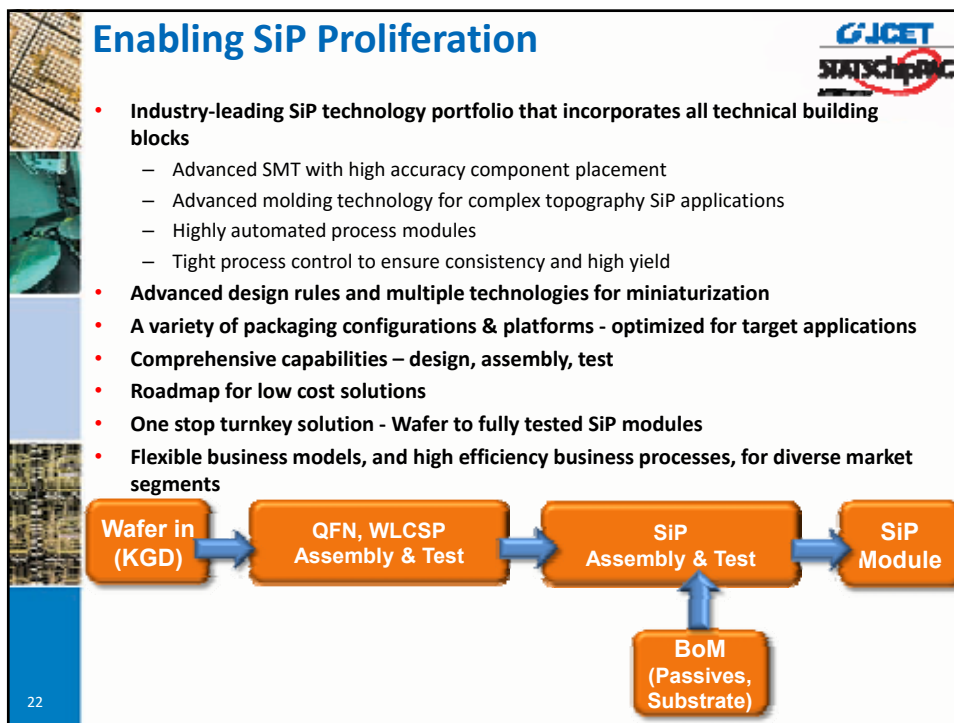 Enabling SiP Proliferation
JCET
STATSChipPAC
• Industry-leading SiP technology portfolio that incorporates all technical building
blocks
– Advanced SMT with high accuracy component placement
– Advanced molding technology for complex topography SiP applications
– Highly automated process modules
– Tight process control to ensure consistency and high yield
• Advanced design rules and multiple technologies for miniaturization
• A variety of packaging configurations & platforms - optimized for target applications
• Comprehensive capabilities – design, assembly, test
• Roadmap for low cost solutions
• One stop turnkey solution - Wafer to fully tested SiP modules
• Flexible business models, and high efficiency business processes, for diverse market
segments
Wafer in
(KGD)
QFN, WLCSP
Assembly & Test
SiP
Assembly & Test
SiP
Module
BoM
(Passives,
Substrate)
22